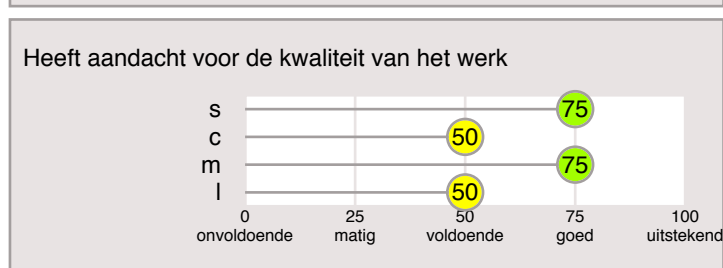 Heeft aandacht voor de kwaliteit van het werk
s 75
c 50
m 75
l 50
0 25 50 75 100
onvoldoende matig voldoende goed uitstekend